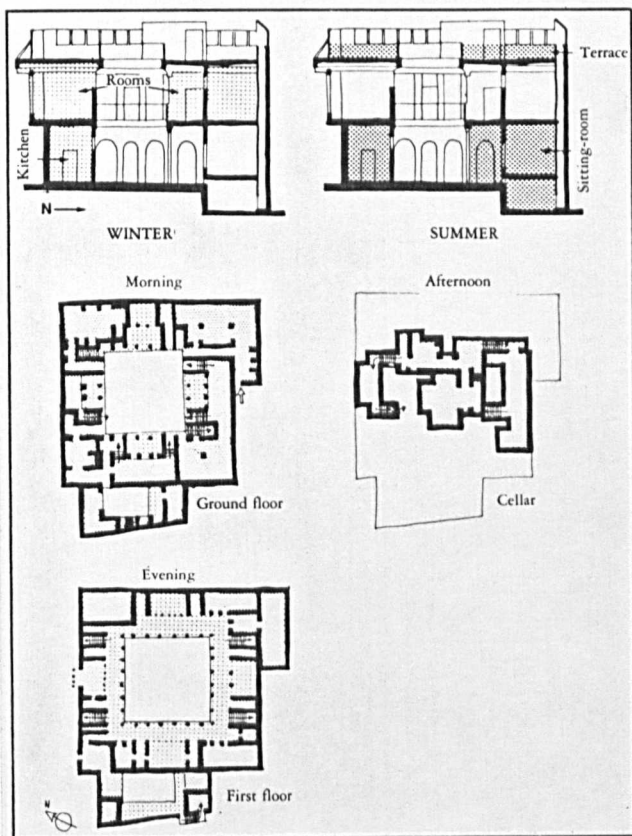 Rooms
Kitchen
N
WINTER
Terrace
Sitting-room
SUMMER
Morning
Ground floor
Afternoon
Cellar
Evening
First floor
N